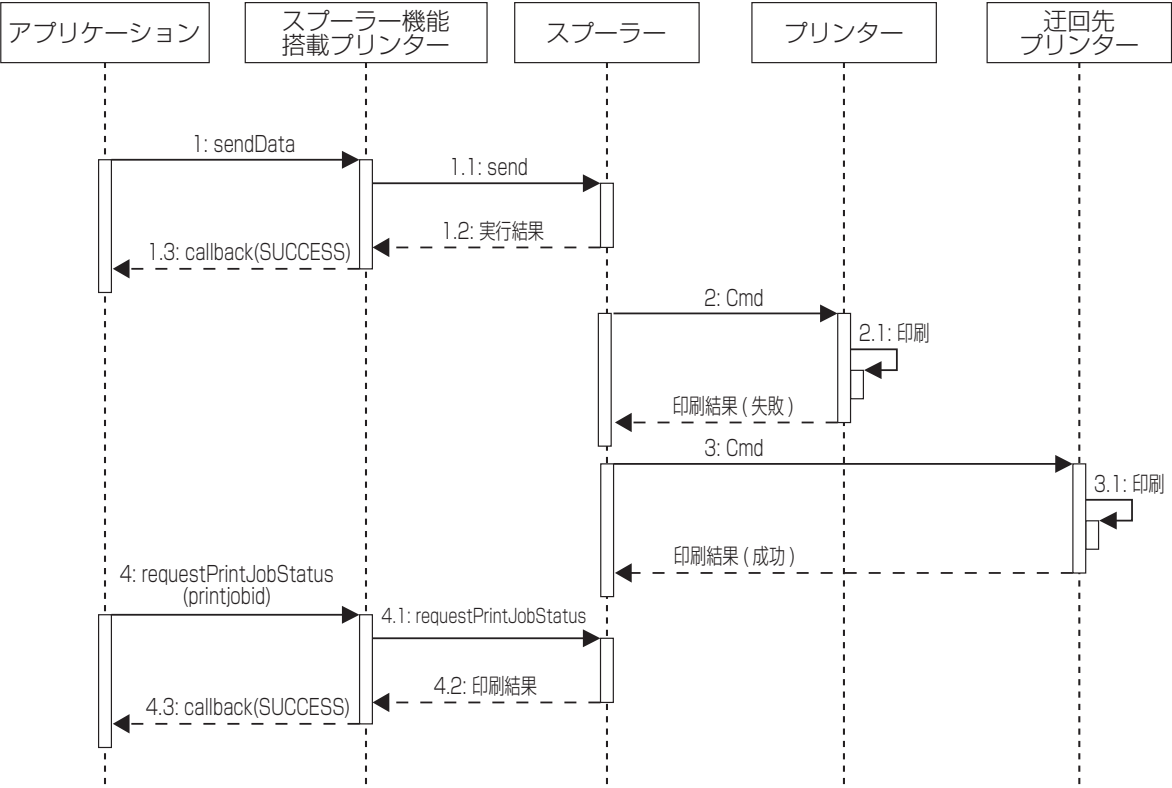 アプリケーション
スプーラー機能
搭載プリンター
スプーラー
プリンター
迂回先
プリンター
1: sendData
1.1: send
1.2: 実行結果
1.3: callback(SUCCESS)
2: Cmd
2.1: 印刷
印刷結果 ( 失敗 )
3: Cmd
3.1: 印刷
印刷結果 ( 成功 )
4: requestPrintJobStatus
(printjobid)
4.1: requestPrintJobStatus
4.2: 印刷結果
4.3: callback(SUCCESS)